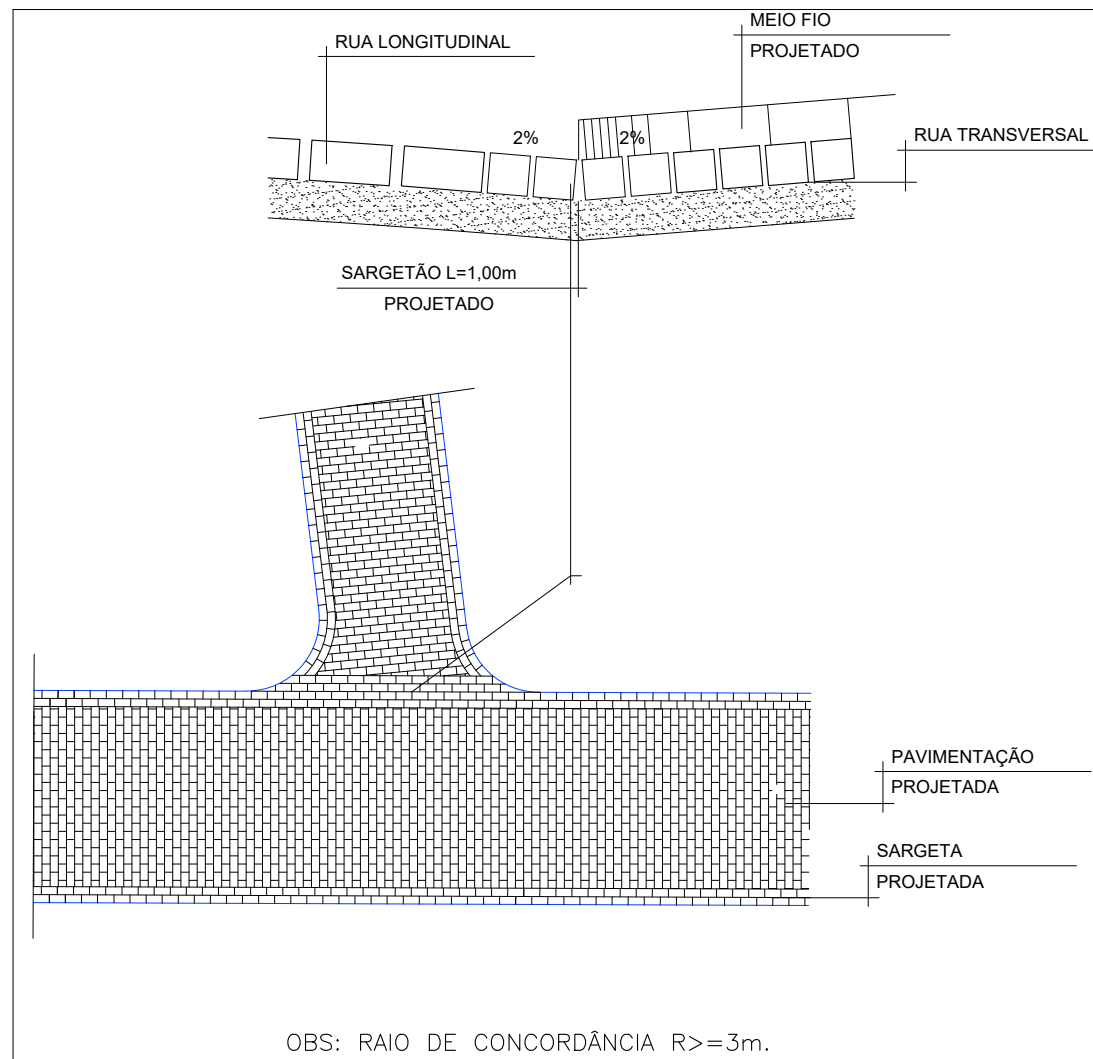 MEIO FIO
PROJETADO
RUA LONGITUDINAL
2%
2%
RUA TRANSVERSAL
SARGETÃO L=1,00m
PROJETADO
PAVIMENTAÇÃO
PROJETADA
SARGETA
PROJETADA
OBS: RAIO DE CONCORDÂNCIA R>=3m.